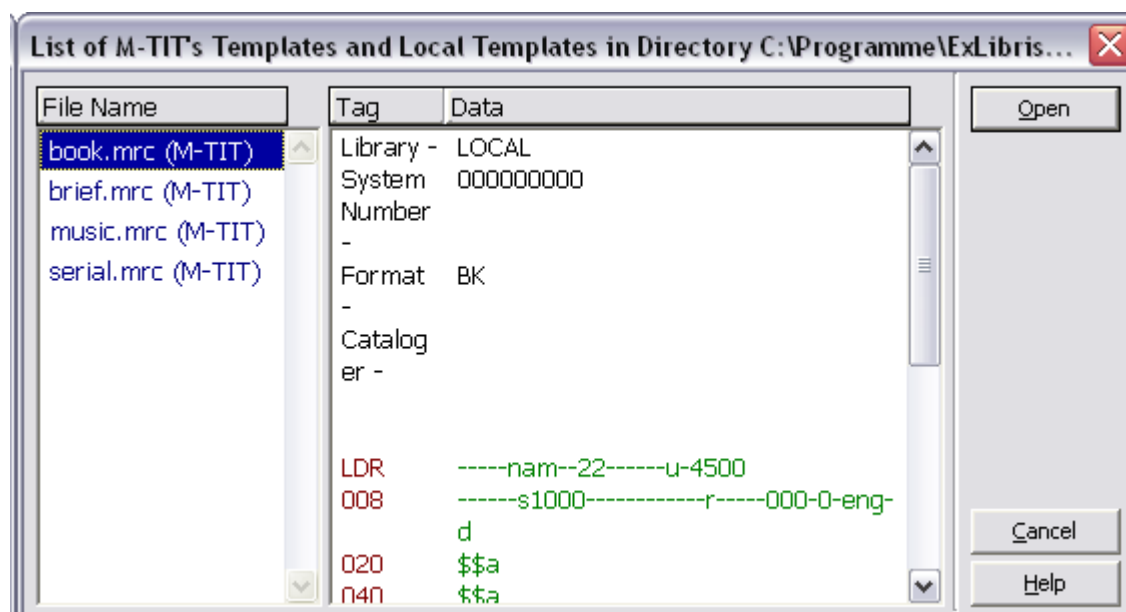 List of M-TIT's Templates and Local Templates in Directory C:\Programme\ExLibris...
File Name
book.mrc (M-TIT)
brief.mrc (M-TIT)
music.mrc (M-TIT)
serial.mrc (M-TIT)
Tag Data
Library - LOCAL
System 000000000
Number
-
Format BK
-
Catalog
er -
LDR -----nam--22------u-4500
008 ------s1000------------r-----000-0-eng-
d
020 $$a
040 $$a
Open
Cancel
Help